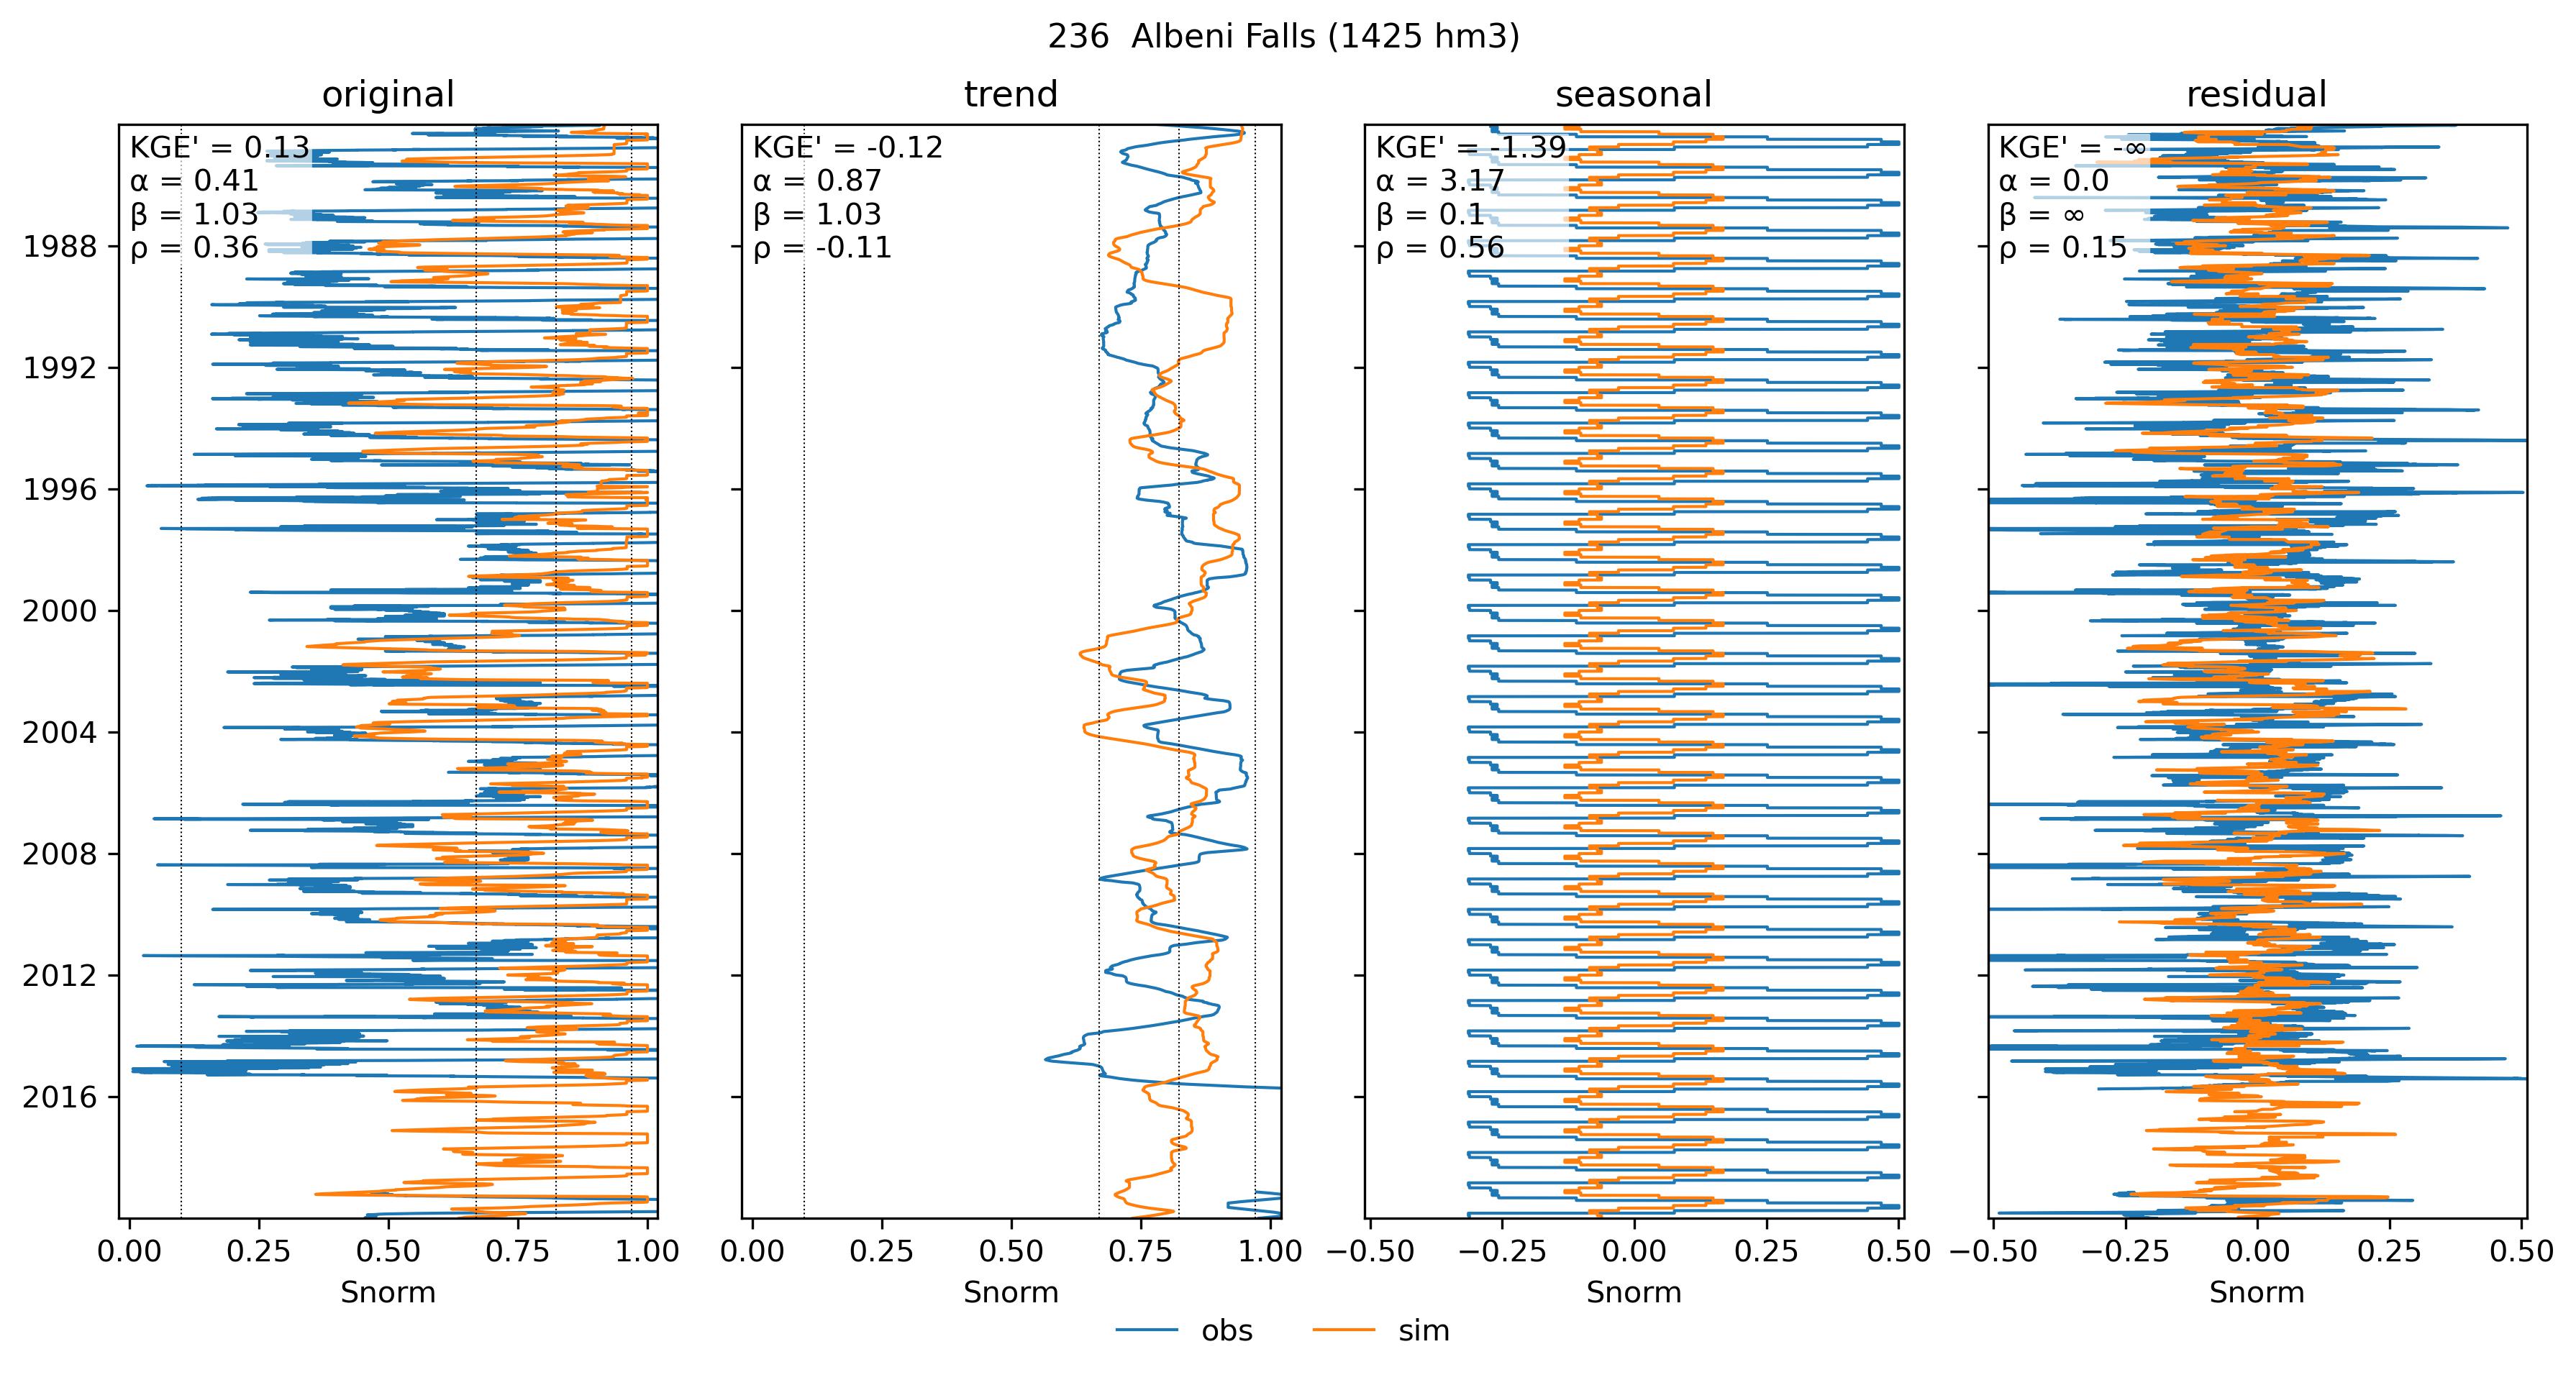 236  Albeni Falls (1425 hm3)
original
trend
seasonal
residual
KGE' = 0.13
α = 0.41
β = 1.03
ρ = 0.36
KGE' = -0.12
α = 0.87
β = 1.03
ρ = -0.11
KGE' = -1.39
α = 3.17
β = 0.1
ρ = 0.56
KGE' = -∞
α = 0.0
β = ∞
ρ = 0.15
1988
1992
1996
2000
2004
2008
2012
2016
0.00 0.25 0.50 0.75 1.00
0.00 0.25 0.50 0.75 1.00
−0.50 −0.25 0.00 0.25 0.50
−0.50 −0.25 0.00 0.25 0.50
Snorm
Snorm
Snorm
Snorm
obs
sim